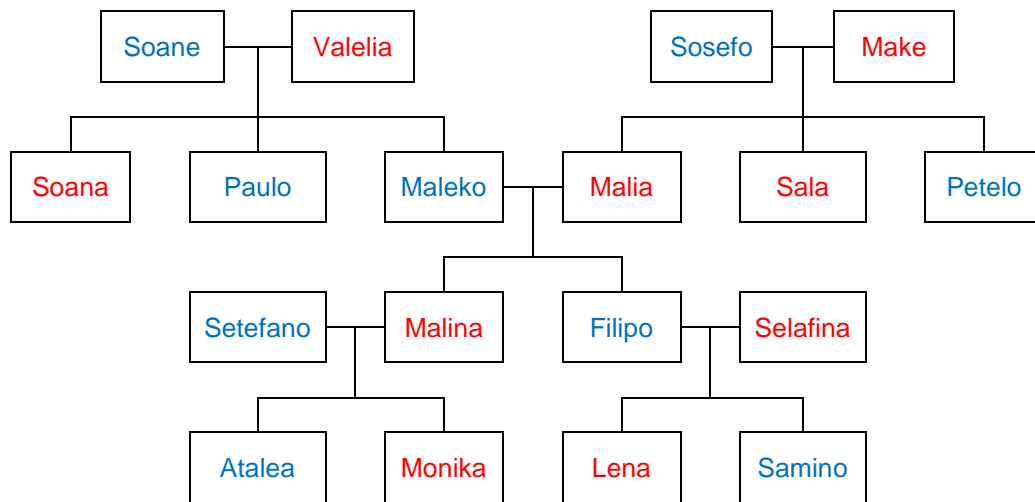 Soane
Valelia
Sosefo
Make
Soana
Paulo
Maleko
Malia
Sala
Petelo
Setefano
Malina
Filipo
Selafina
Atalea
Monika
Lena
Samino